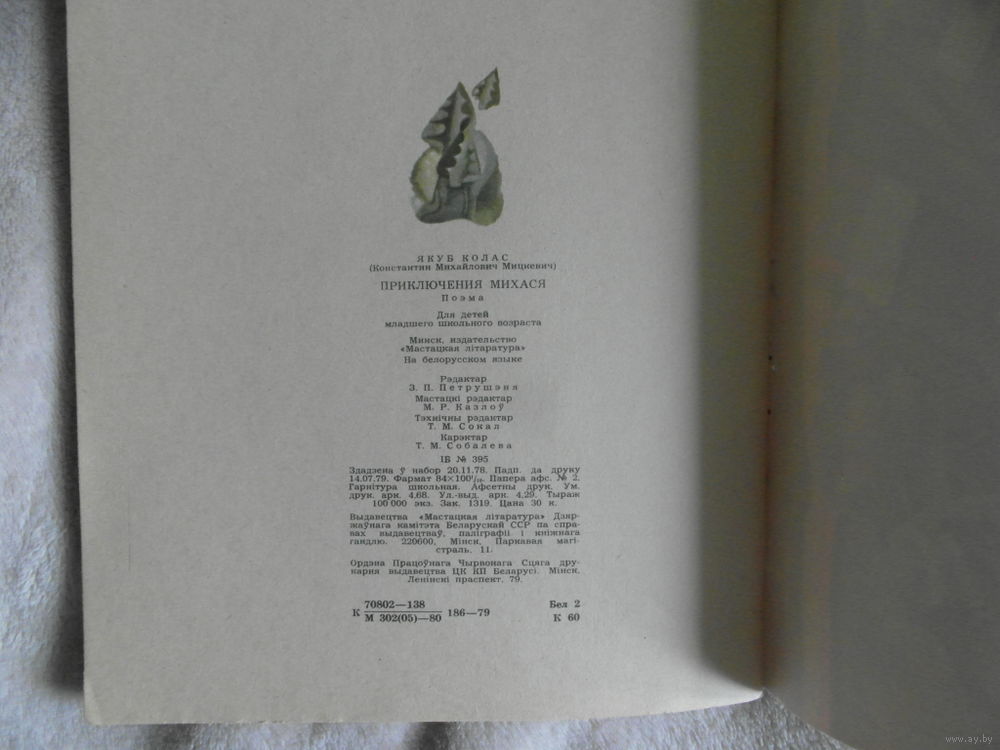 ЯКУБ КОЛАС
(Константин Михайлович Мицкевич)
ПРИКЛЮЧЕНИЯ МИХАСЯ
Поэма
Для детей
младшего школьного возраста
Минск, издательство
«Мастацкая літаратура»
На белорусском языке
Рэдактар
З. П. Петрушэня
Мастацкі рэдактар
М. Р. Казлоў
Тэхнічны рэдактар
Т. М. Сокал
Карэктар
Т. М. Собалева
ІБ № 395
Здадзена ў набор 20.11.78. Падп. да друку
14.07.79. Фармат 84×100¹/₁₆. Папера афс. № 2.
Гарнітура школьная. Афсетны друк. Ум.
друк. арк. 4,68. Ул.-выд. арк. 4,29. Тыраж
100 000 экз. Зак. 1319. Цана 30 к.
Выдавецтва «Мастацкая літаратура» Дзяр-
жаўнага камітэта Беларускай ССР па спра-
вах выдавецтваў, паліграфіі і кніжнага
гандлю. 220600, Мінск, Паркавая магі-
страль, 11.
Ордэна Працоўнага Чырвонага Сцяга дру-
карня выдавецтва ЦК КП Беларусі. Мінск,
Ленінскі праспект, 79.
К 70802—138 / М 302(05)—80 186—79
Бел 2
К 60
www.ay.by